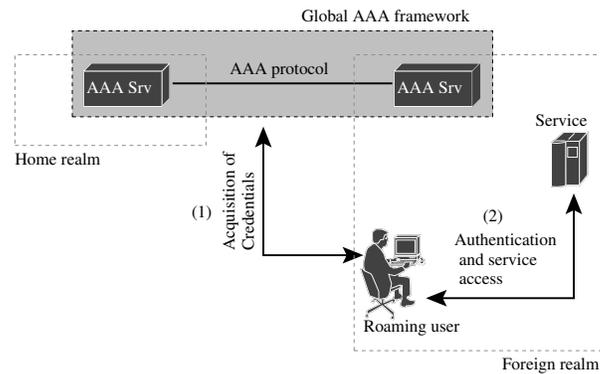 Global AAA framework
AAA protocol
AAA Srv
AAA Srv
Service
Home realm
(1)
Acquisition of
Credentials
(2)
Authentication
and service
access
Roaming user
Foreign realm